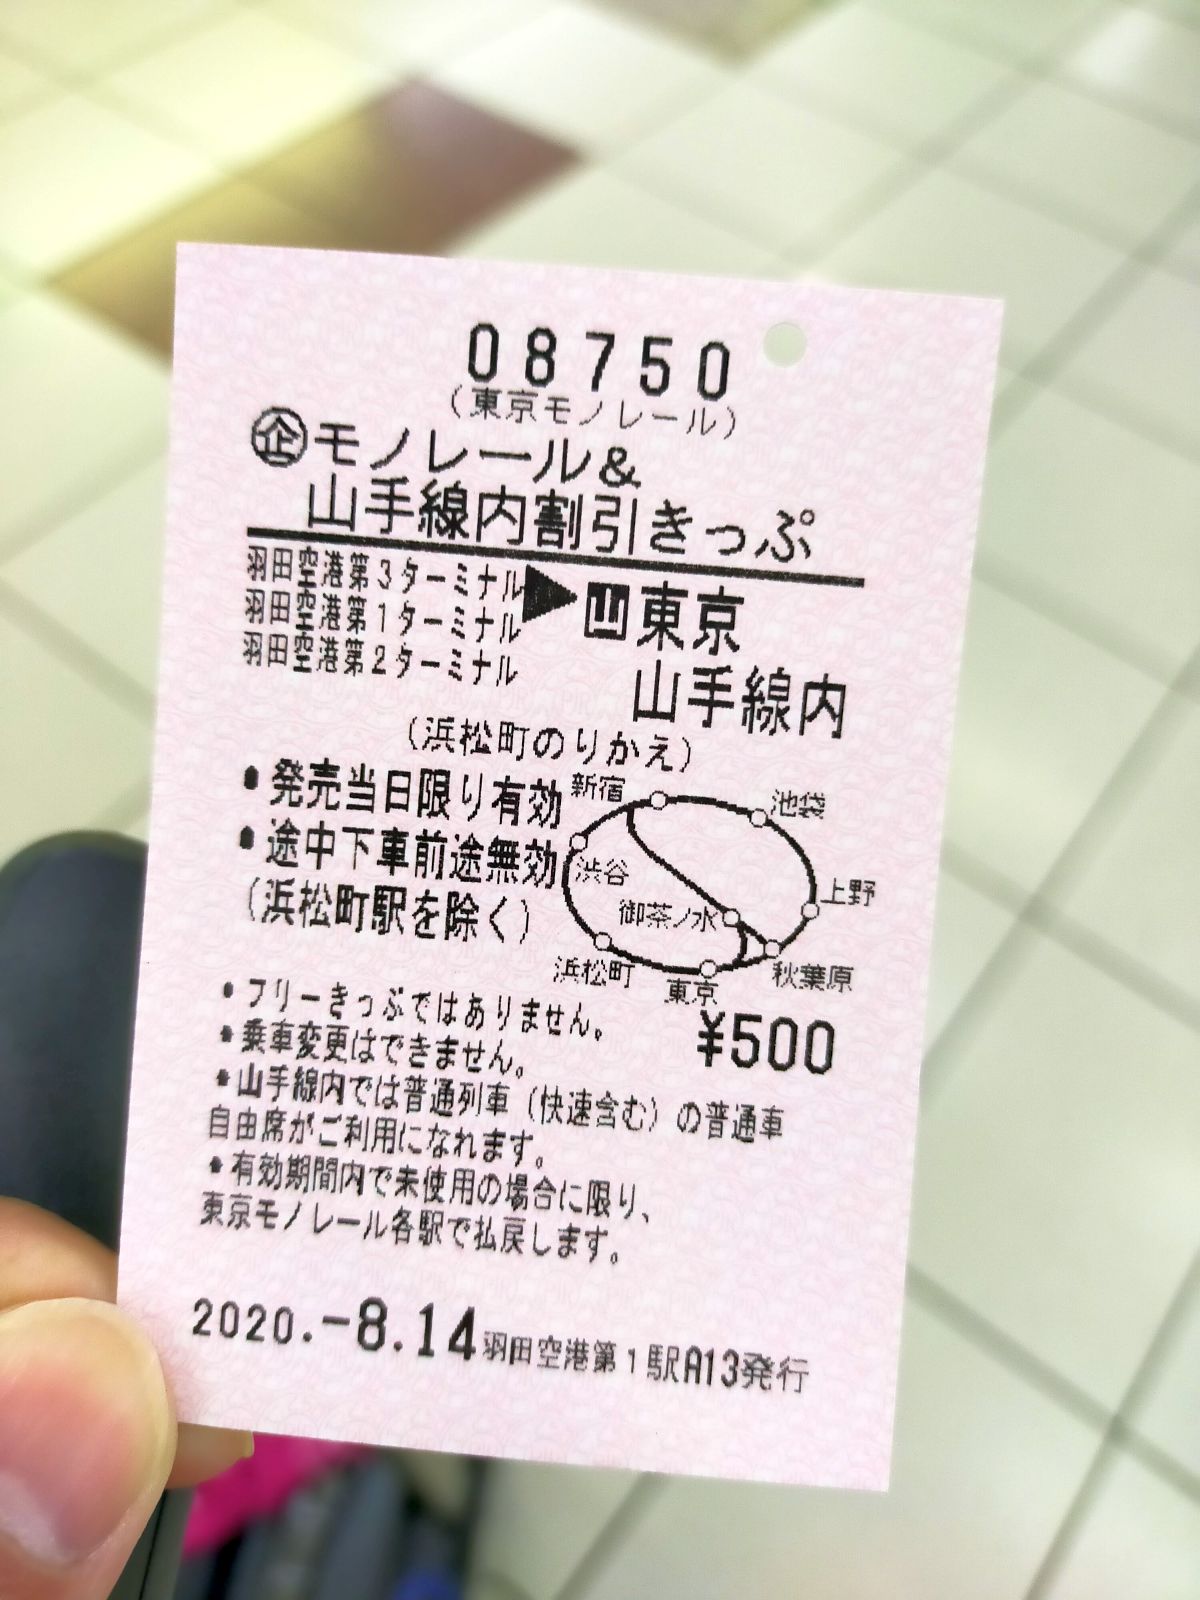 08750
(東京モノレール)
㊭モノレール&
山手線内割引きっぷ
羽田空港第3ターミナル
羽田空港第1ターミナル
羽田空港第2ターミナル
▶山東京
山手線内
(浜松町のりかえ)
・発売当日限り有効
・途中下車前途無効
(浜松町駅を除く)
新宿
池袋
渋谷
上野
御茶ノ水
浜松町
東京
秋葉原
¥500
・フリーきっぷではありません。
・乗車変更はできません。
・山手線内では普通列車(快速含む)の普通車
自由席がご利用になれます。
・有効期間内で未使用の場合に限り、
東京モノレール各駅で払戻します。
2020.-8.14羽田空港第1駅A13発行